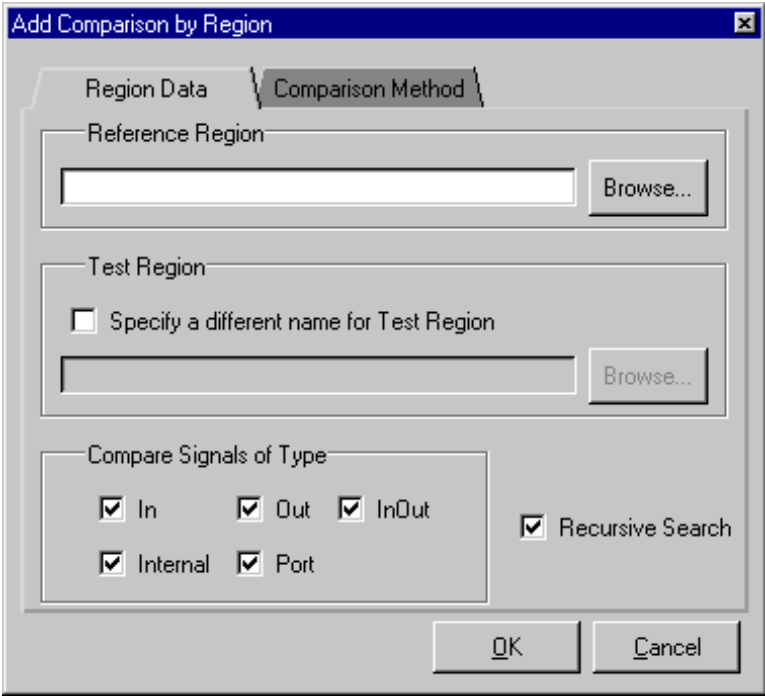 Add Comparison by Region
Region Data
Comparison Method
Reference Region
Browse...
Test Region
Specify a different name for Test Region
Browse...
Compare Signals of Type
In Out InOut
Internal Port
Recursive Search
OK Cancel